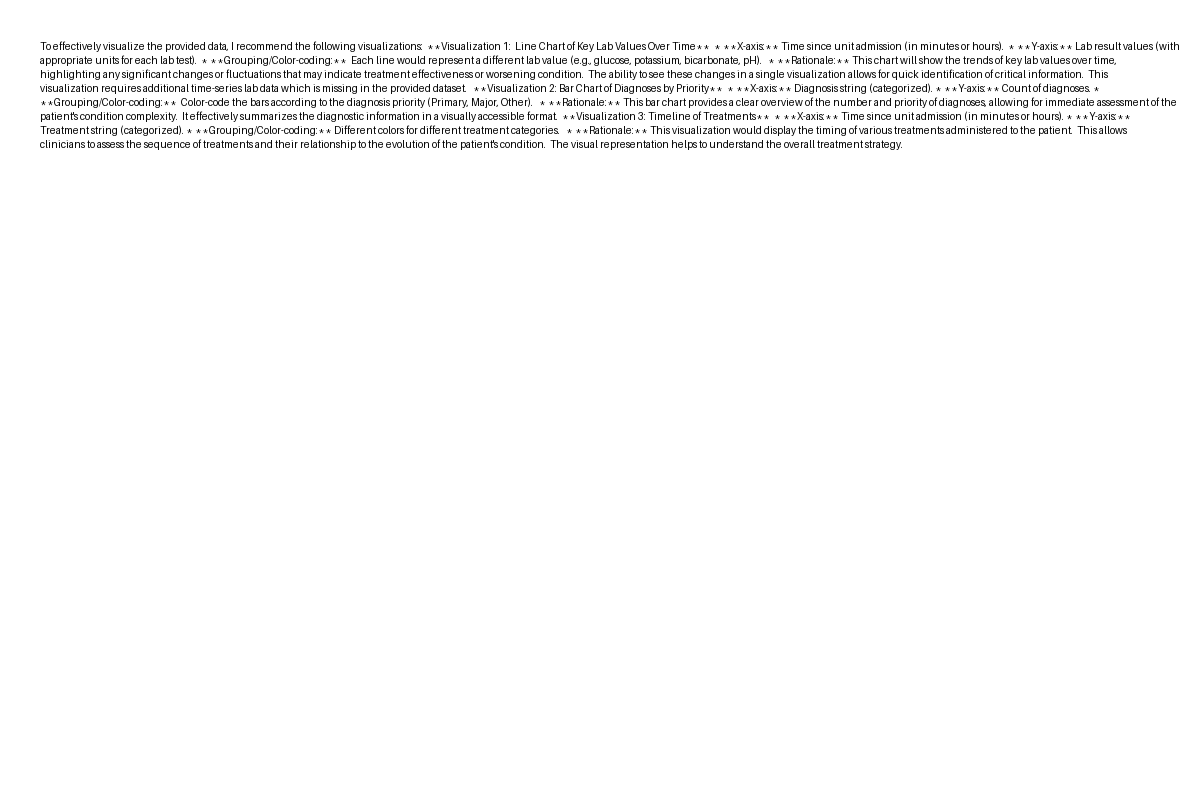 To effectively visualize the provided data, I recommend the following visualizations:  **Visualization 1:  Line Chart of Key Lab Values Over Time**  * **X-axis:** Time since unit admission (in minutes or hours).  * **Y-axis:** Lab result values (with
appropriate units for each lab test).  * **Grouping/Color-coding:**  Each line would represent a different lab value (e.g., glucose, potassium, bicarbonate, pH).   * **Rationale:** This chart will show the trends of key lab values over time,
highlighting any significant changes or fluctuations that may indicate treatment effectiveness or worsening condition.  The ability to see these changes in a single visualization allows for quick identification of critical information.  This
visualization requires additional time-series lab data which is missing in the provided dataset.   **Visualization 2: Bar Chart of Diagnoses by Priority**  * **X-axis:** Diagnosis string (categorized). * **Y-axis:** Count of diagnoses. *
**Grouping/Color-coding:**  Color-code the bars according to the diagnosis priority (Primary, Major, Other).   * **Rationale:** This bar chart provides a clear overview of the number and priority of diagnoses, allowing for immediate assessment of the
patient's condition complexity.  It effectively summarizes the diagnostic information in a visually accessible format.  **Visualization 3: Timeline of Treatments**  * **X-axis:** Time since unit admission (in minutes or hours). * **Y-axis:**
Treatment string (categorized). * **Grouping/Color-coding:** Different colors for different treatment categories.   * **Rationale:** This visualization would display the timing of various treatments administered to the patient.  This allows
clinicians to assess the sequence of treatments and their relationship to the evolution of the patient's condition.  The visual representation helps to understand the overall treatment strategy.